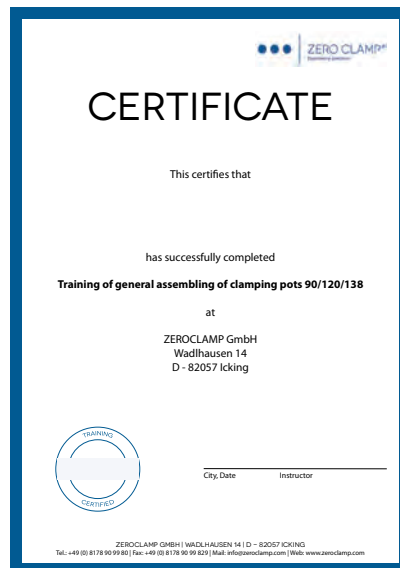 ZERO CLAMP
CERTIFICATE
This certifies that
has successfully completed
Training of general assembling of clamping pots 90/120/138
at
ZEROCLAMP GmbH
Wadlhausen 14
D - 82057 Icking
TRAINING
CERTIFIED
City, Date Instructor
ZEROCLAMP GMBH | WADLHAUSEN 14 | D – 82057 ICKING
Tel.: +49 (0) 8178 90 99 80 | Fax: +49 (0) 8178 90 99 829 | Mail: info@zeroclamp.com | Web: www.zeroclamp.com